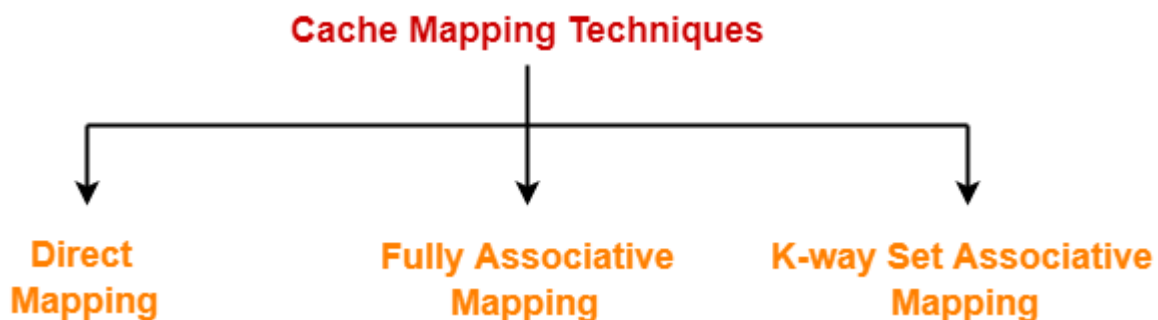 Cache Mapping Techniques
Direct
Mapping
Fully Associative
Mapping
K-way Set Associative
Mapping